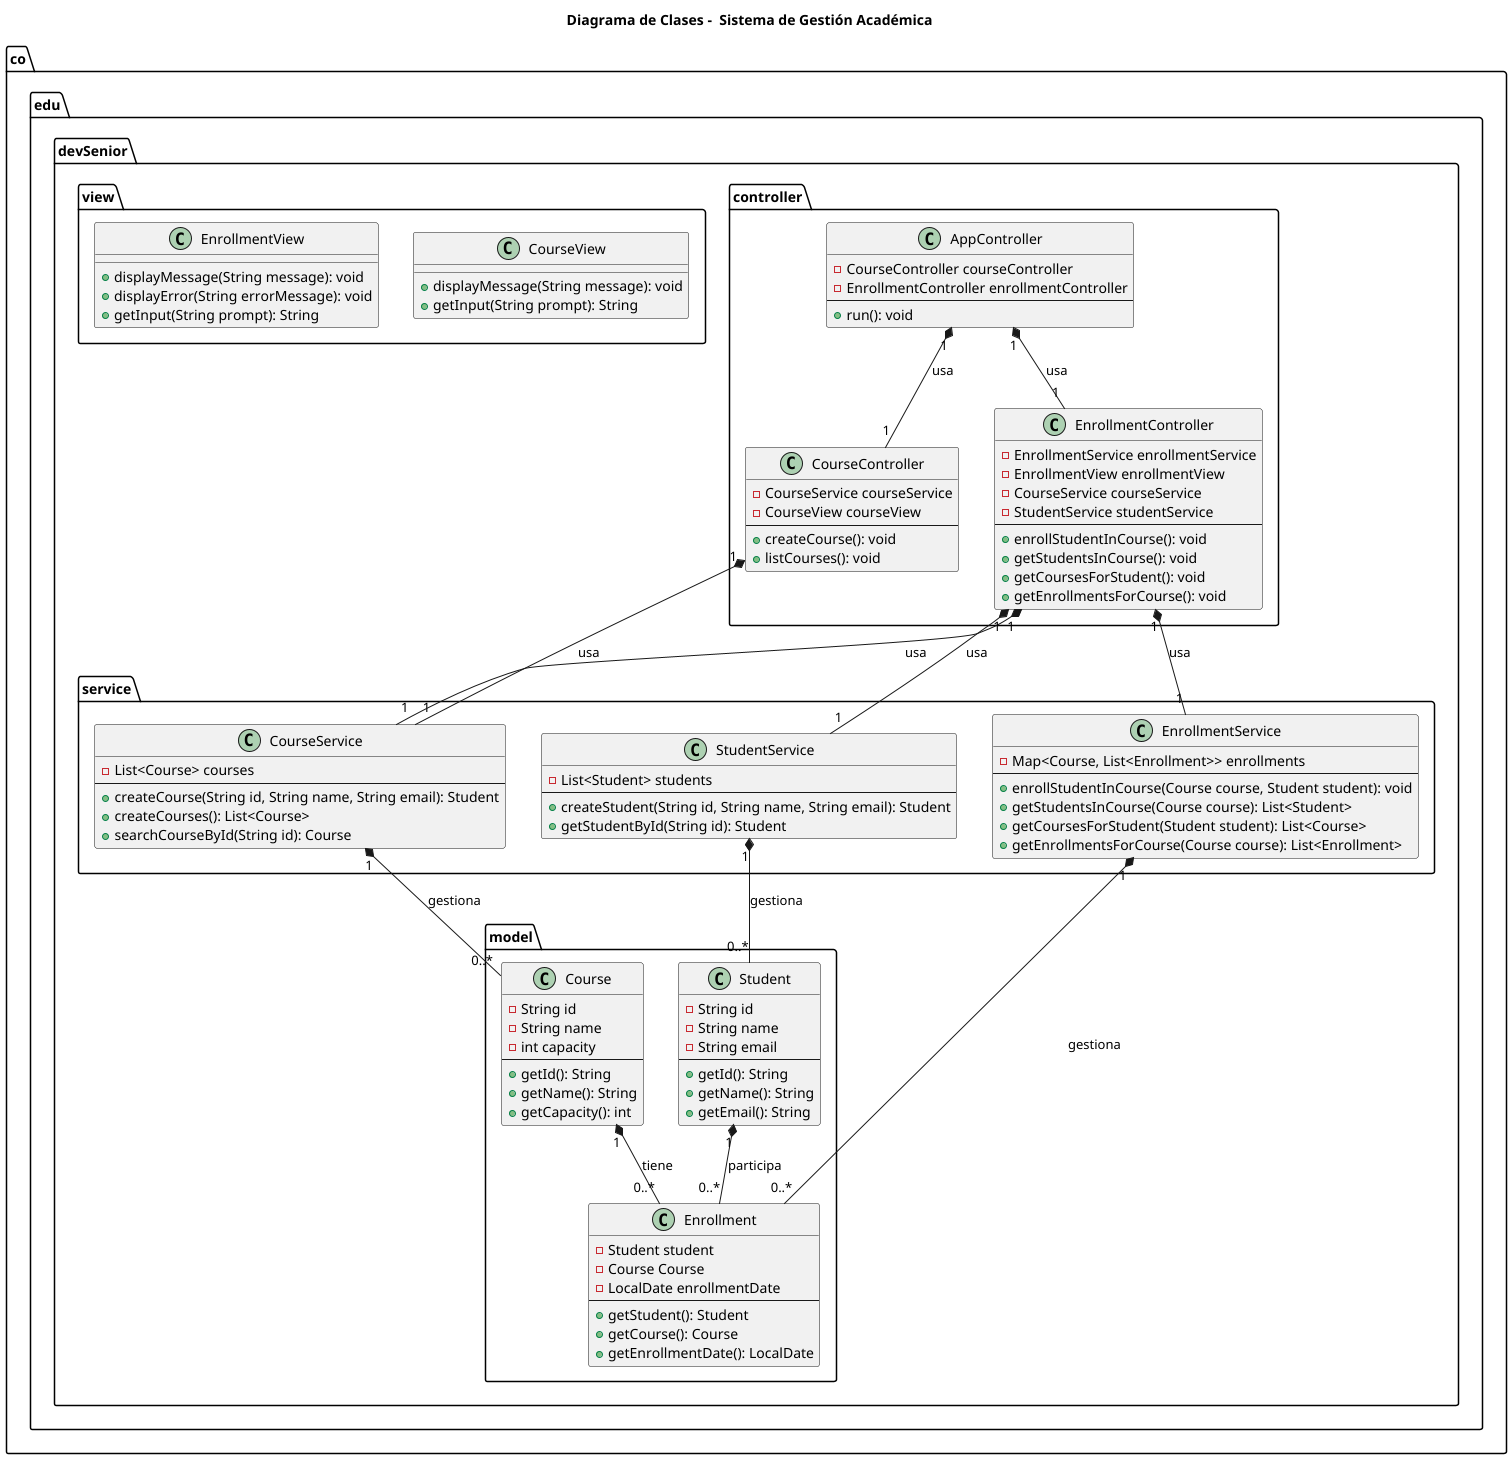 Diagrama de Clases -  Sistema de Gestión Académica
co
edu
devSenior
view
EnrollmentView
displayMessage(String message): void
displayError(String errorMessage): void
getInput(String prompt): String
CourseView
displayMessage(String message): void
getInput(String prompt): String
controller
AppController
CourseController courseController
EnrollmentController enrollmentController
run(): void
1
1
usa
usa
1
1
CourseController
CourseService courseService
CourseView courseView
createCourse(): void
listCourses(): void
EnrollmentController
EnrollmentService enrollmentService
EnrollmentView enrollmentView
CourseService courseService
StudentService studentService
enrollStudentInCourse(): void
getStudentsInCourse(): void
getCoursesForStudent(): void
getEnrollmentsForCourse(): void
1
1
1
1
usa
usa
usa
usa
1
1
1
1
service
CourseService
List<Course> courses
createCourse(String id, String name, String email): Student
createCourses(): List<Course>
searchCourseById(String id): Course
StudentService
List<Student> students
createStudent(String id, String name, String email): Student
getStudentById(String id): Student
EnrollmentService
Map<Course, List<Enrollment>> enrollments
enrollStudentInCourse(Course course, Student student): void
getStudentsInCourse(Course course): List<Student>
getCoursesForStudent(Student student): List<Course>
getEnrollmentsForCourse(Course course): List<Enrollment>
1
1
1
gestiona
gestiona
gestiona
0..*
0..*
model
Course
String id
String name
int capacity
getId(): String
getName(): String
getCapacity(): int
Student
String id
String name
String email
getId(): String
getName(): String
getEmail(): String
1
1
tiene
participa
0..*
0..*
0..*
Enrollment
Student student
Course Course
LocalDate enrollmentDate
getStudent(): Student
getCourse(): Course
getEnrollmentDate(): LocalDate